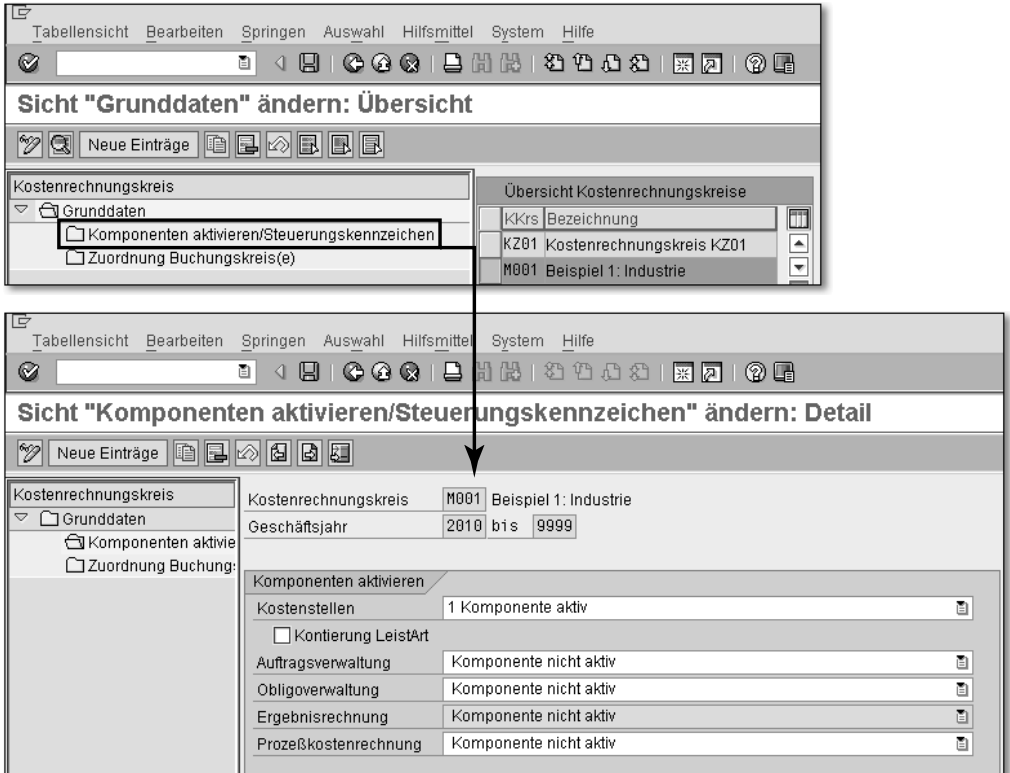 Tabellensicht Bearbeiten Springen Auswahl Hilfsmittel System Hilfe
Sicht "Grunddaten" ändern: Übersicht
Neue Einträge
Kostenrechnungskreis
Grunddaten
Komponenten aktivieren/Steuerungskennzeichen
Zuordnung Buchungskreis(e)
Übersicht Kostenrechnungskreise
KKrs Bezeichnung
KZ01 Kostenrechnungskreis KZ01
M001 Beispiel 1: Industrie
Tabellensicht Bearbeiten Springen Auswahl Hilfsmittel System Hilfe
Sicht "Komponenten aktivieren/Steuerungskennzeichen" ändern: Detail
Neue Einträge
Kostenrechnungskreis
Grunddaten
Komponenten aktivie
Zuordnung Buchung
Kostenrechnungskreis M001 Beispiel 1: Industrie
Geschäftsjahr 2010 bis 9999
Komponenten aktivieren
Kostenstellen 1 Komponente aktiv
Kontierung LeistArt
Auftragsverwaltung Komponente nicht aktiv
Obligoverwaltung Komponente nicht aktiv
Ergebnisrechnung Komponente nicht aktiv
Prozeßkostenrechnung Komponente nicht aktiv